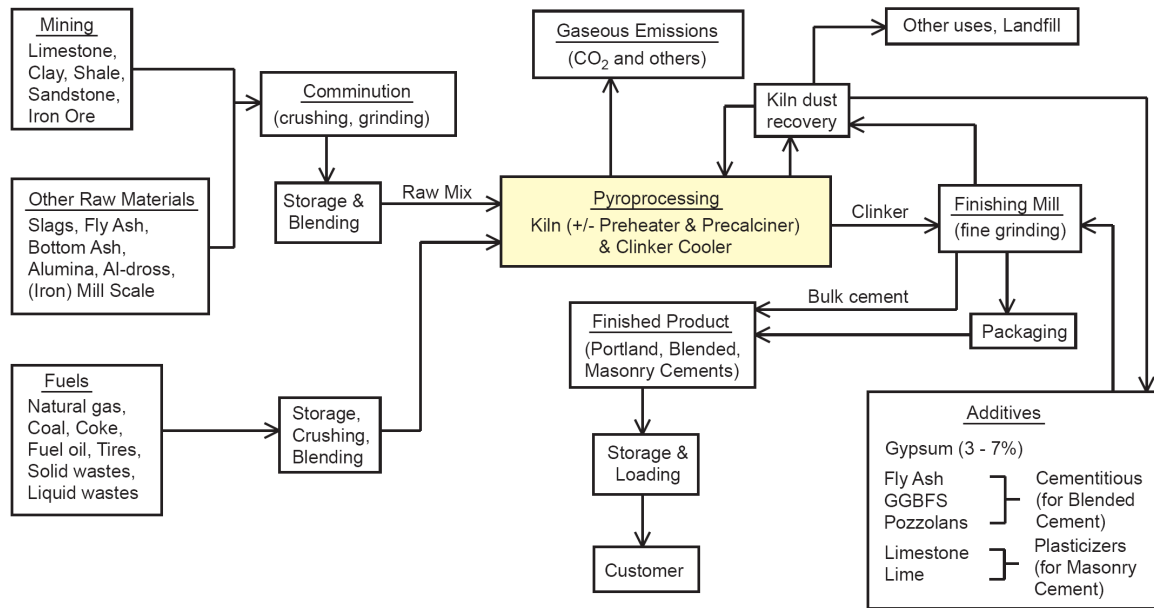 Mining
Limestone,
Clay, Shale,
Sandstone,
Iron Ore
Other Raw Materials
Slags, Fly Ash,
Bottom Ash,
Alumina, Al-dross,
(Iron) Mill Scale
Fuels
Natural gas,
Coal, Coke,
Fuel oil, Tires,
Solid wastes,
Liquid wastes
Comminution
(crushing, grinding)
Storage &
Blending
Raw Mix
Storage,
Crushing,
Blending
Gaseous Emissions
(CO₂ and others)
Pyroprocessing
Kiln (+/- Preheater & Precalciner)
& Clinker Cooler
Kiln dust
recovery
Other uses, Landfill
Clinker
Finishing Mill
(fine grinding)
Bulk cement
Packaging
Finished Product
(Portland, Blended,
Masonry Cements)
Storage &
Loading
Customer
Additives
Gypsum (3 - 7%)
Fly Ash
GGBFS
Pozzolans
Cementitious
(for Blended
Cement)
Limestone
Lime
Plasticizers
(for Masonry
Cement)